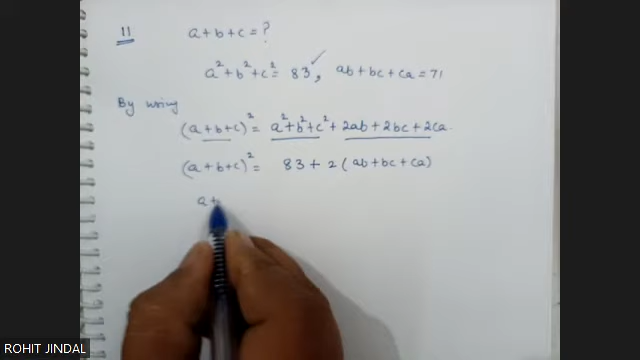 11 a+b+c = ?
a²+b²+c² = 83, ab+bc+ca = 71
By using
(a+b+c)² = a²+b²+c² + 2ab+2bc+2ca.
(a+b+c)² = 83 + 2(ab+bc+ca)
a+
ROHIT JINDAL